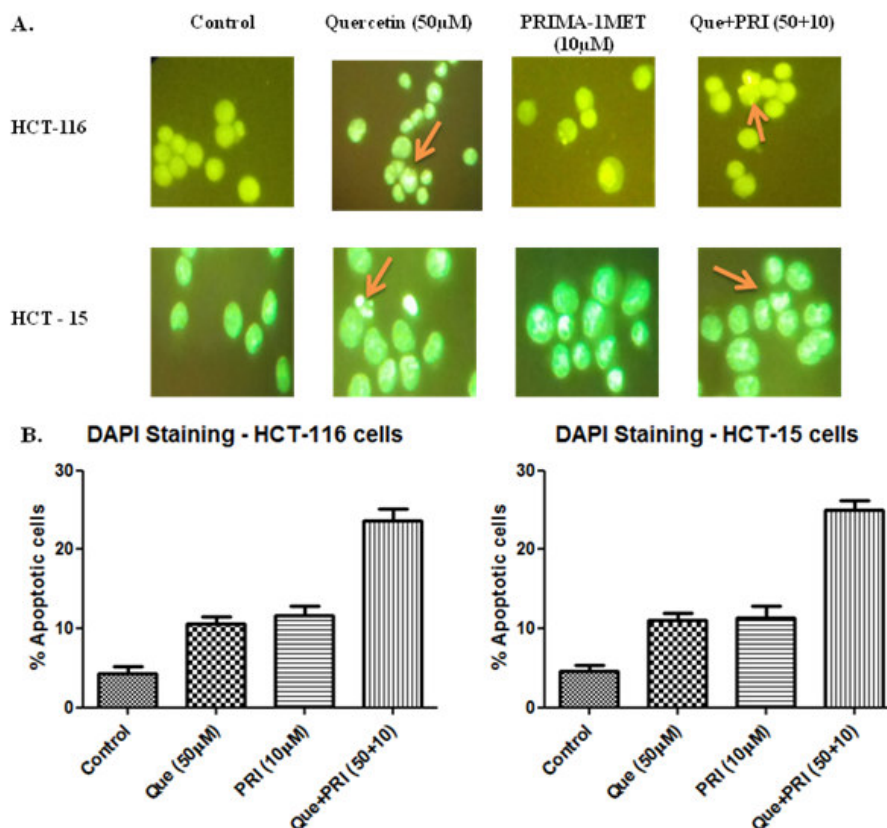 A.
Control Quercetin (50µM) PRIMA-1MET (10µM) Que+PRI (50+10)
HCT-116
HCT - 15
B.
DAPI Staining - HCT-116 cells
% Apoptotic cells
30
20
10
0
Control Que (50µM) PRI (10µM) Que+PRI (50+10)
DAPI Staining - HCT-15 cells
% Apoptotic cells
30
20
10
0
Control Que (50µM) PRI (10µM) Que+PRI (50+10)